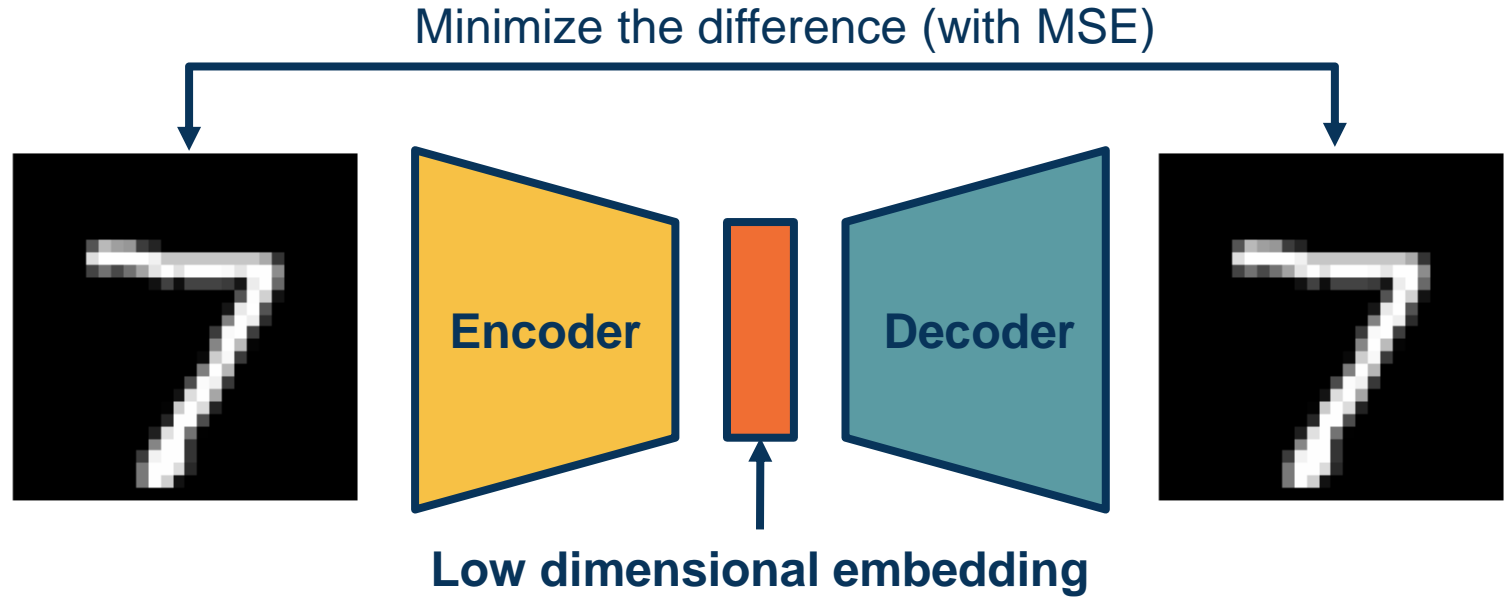 Minimize the difference (with MSE)
Encoder
Decoder
Low dimensional embedding